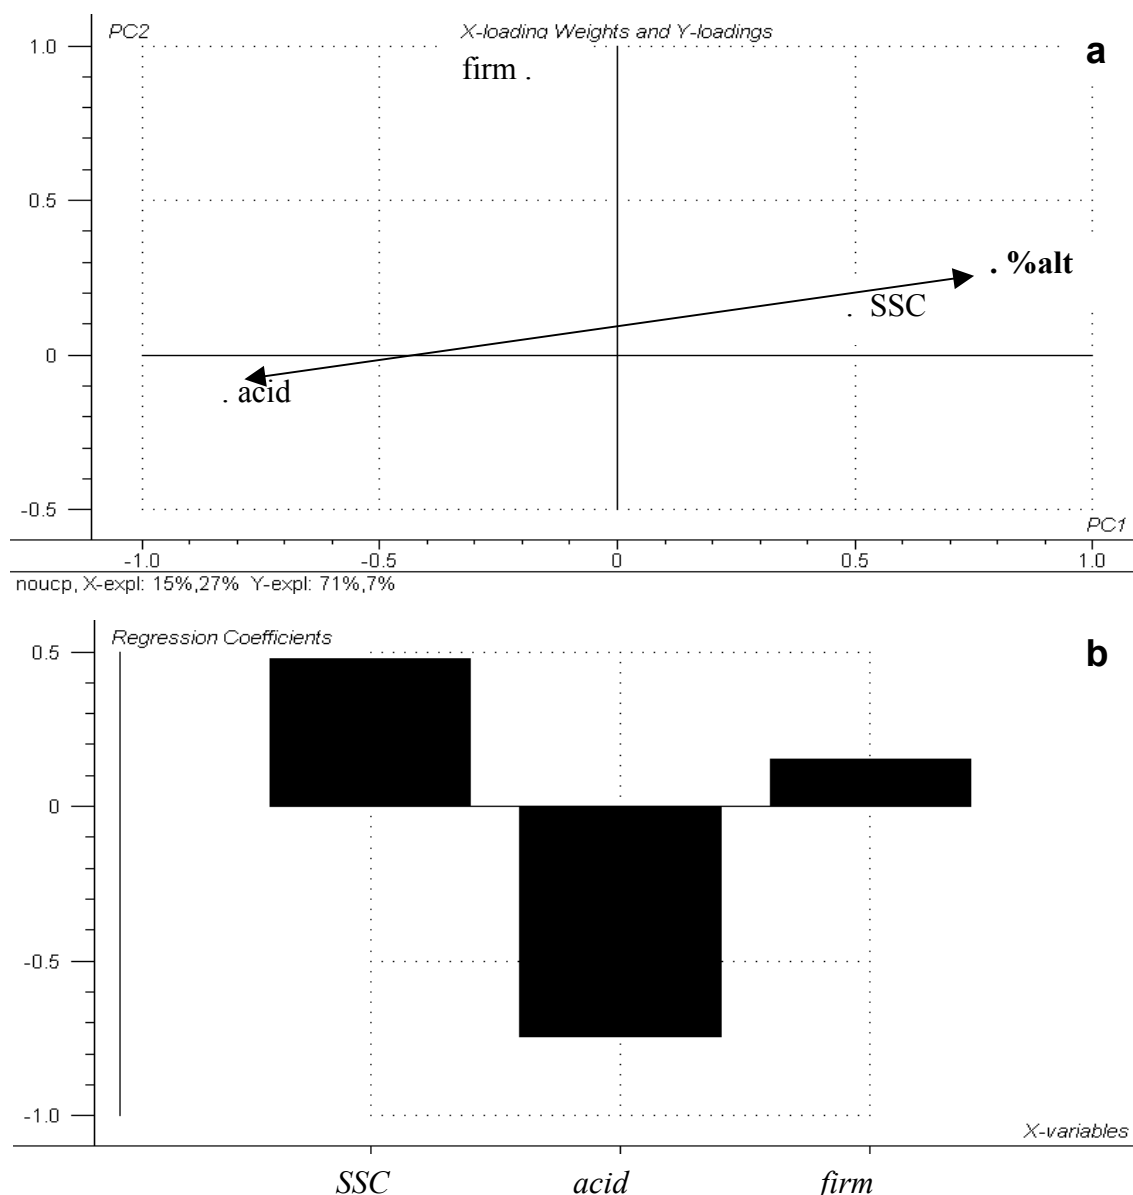 PC2
X-loading Weights and Y-loadings
a
1.0
firm .
0.5
. %alt
. SSC
0
. acid
-0.5
PC1
-1.0 -0.5 0 0.5 1.0
noucp, X-expl: 15%,27% Y-expl: 71%,7%
Regression Coefficients
b
0.5
0
-0.5
-1.0
X-variables
SSC acid firm